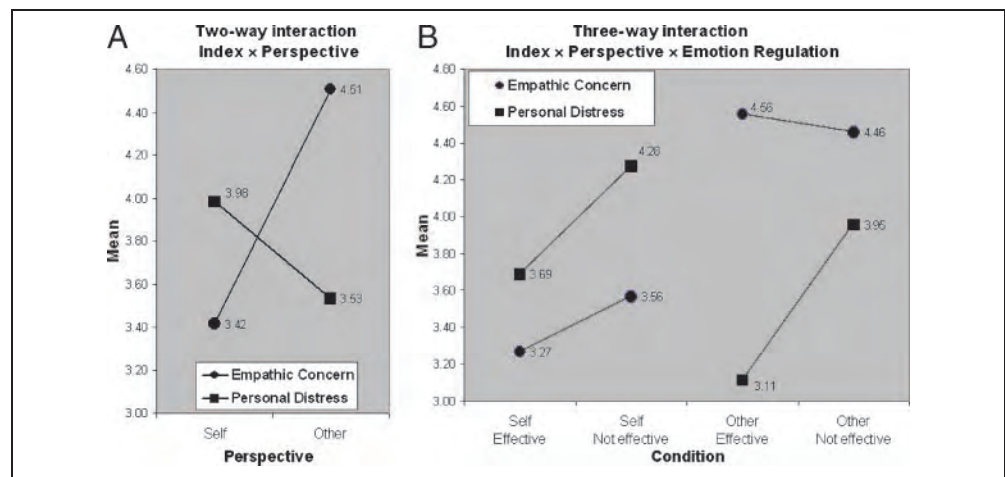 A
Two-way interaction
Index × Perspective
4.60
4.40
4.20
4.00
3.80
3.60
3.40
3.20
3.00
Mean
4.51
3.98
3.53
3.42
Empathic Concern
Personal Distress
Self
Other
Perspective
B
Three-way interaction
Index × Perspective × Emotion Regulation
Empathic Concern
Personal Distress
4.80
4.60
4.40
4.20
4.00
3.80
3.60
3.40
3.20
3.00
Mean
4.56
4.46
4.28
3.95
3.69
3.56
3.27
3.11
Self
Effective
Self
Not effective
Other
Effective
Other
Not effective
Condition